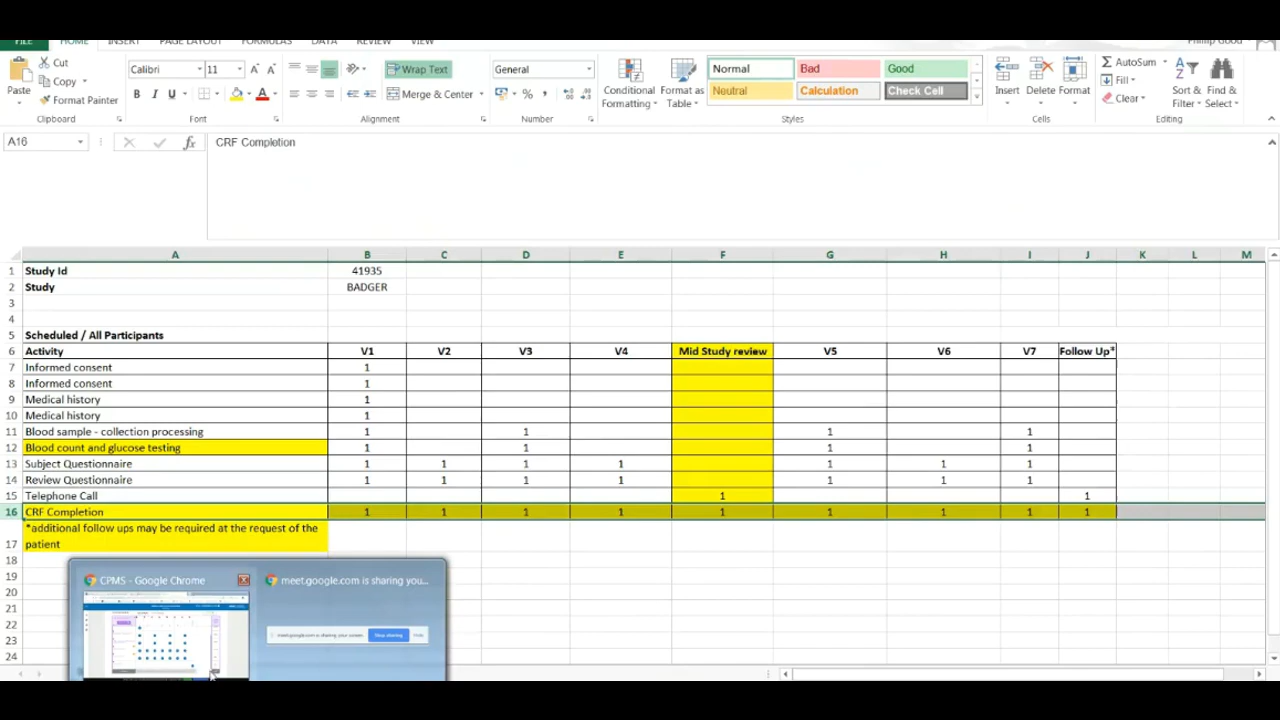 FILE HOME INSERT PAGE LAYOUT FORMULAS DATA REVIEW VIEW Phillip Good
Paste
Cut
Copy
Format Painter
Clipboard
Calibri 11
B I U
Font
Wrap Text
Merge & Center
Alignment
General
Number
Conditional Formatting
Format as Table
Normal Bad Good
Neutral Calculation Check Cell
Styles
Insert Delete Format
Cells
AutoSum
Fill
Clear
Sort & Filter
Find & Select
Editing
A16 fx CRF Completion
A B C D E F G H I J K L M
1 Study Id 41935
2 Study BADGER
3
4
5 Scheduled / All Participants
6 Activity V1 V2 V3 V4 Mid Study review V5 V6 V7 Follow Up*
7 Informed consent 1
8 Informed consent 1
9 Medical history 1
10 Medical history 1
11 Blood sample - collection processing 1 1 1 1
12 Blood count and glucose testing 1 1 1 1
13 Subject Questionnaire 1 1 1 1 1 1 1
14 Review Questionnaire 1 1 1 1 1 1 1
15 Telephone Call 1 1
16 CRF Completion 1 1 1 1 1 1 1 1 1
*additional follow ups may be required at the request of the
17 patient
18
19
20
21
22
23
24
CPMS - Google Chrome
meet.google.com is sharing you...
meet.google.com is sharing your screen. Stop sharing Hide